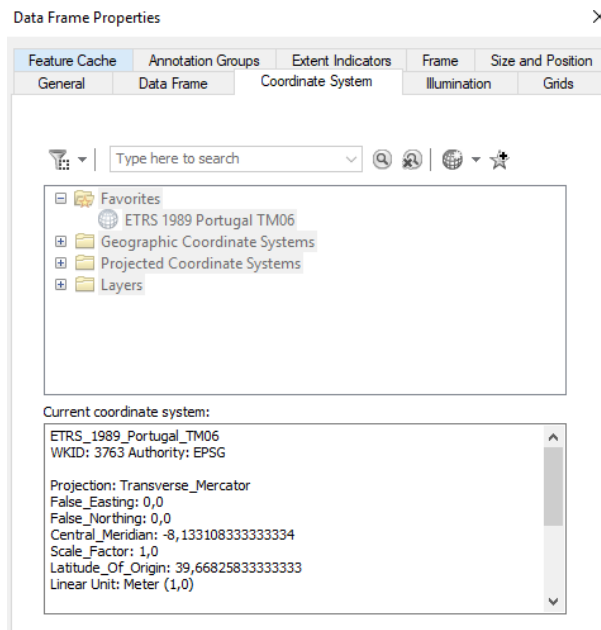 Data Frame Properties
Feature Cache Annotation Groups Extent Indicators Frame Size and Position
General Data Frame Coordinate System Illumination Grids
Type here to search
Favorites
ETRS 1989 Portugal TM06
Geographic Coordinate Systems
Projected Coordinate Systems
Layers
Current coordinate system:
ETRS_1989_Portugal_TM06
WKID: 3763 Authority: EPSG
Projection: Transverse_Mercator
False_Easting: 0,0
False_Northing: 0,0
Central_Meridian: -8,133108333333334
Scale_Factor: 1,0
Latitude_Of_Origin: 39,66825833333333
Linear Unit: Meter (1,0)